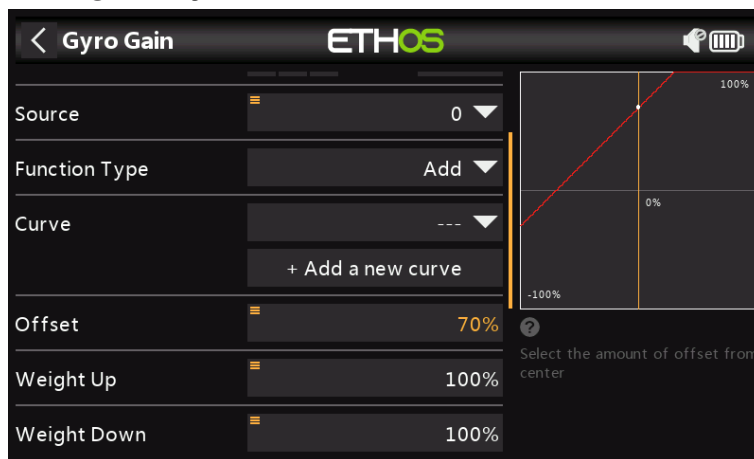 Gyro Gain
ETHOS
Source
0
Function Type
Add
Curve
---
+ Add a new curve
Offset
70%
Weight Up
100%
Weight Down
100%
100%
0%
-100%
?
Select the amount of offset from
center